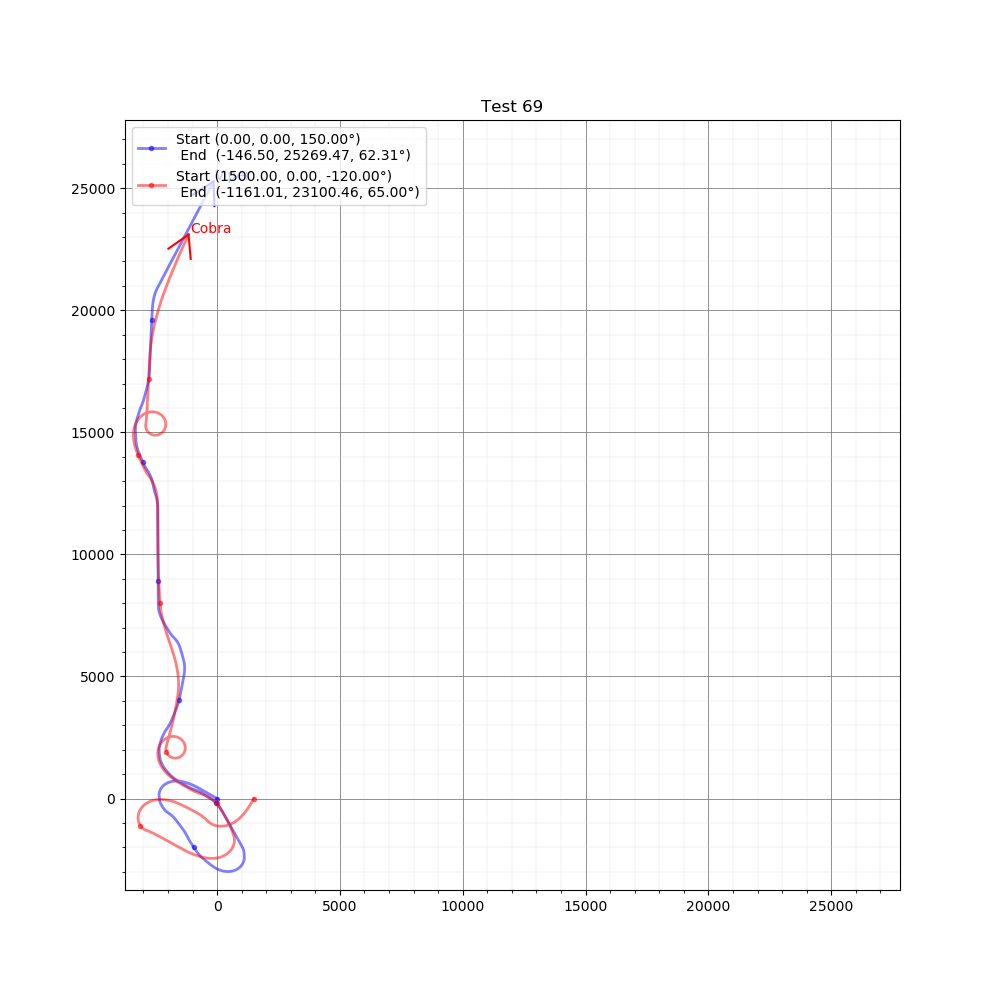 Test 69
Start (0.00, 0.00, 150.00°)
End (-146.50, 25269.47, 62.31°)
Start (1500.00, 0.00, -120.00°)
End (-1161.01, 23100.46, 65.00°)
Cobra
25000
20000
15000
10000
5000
0
0 5000 10000 15000 20000 25000